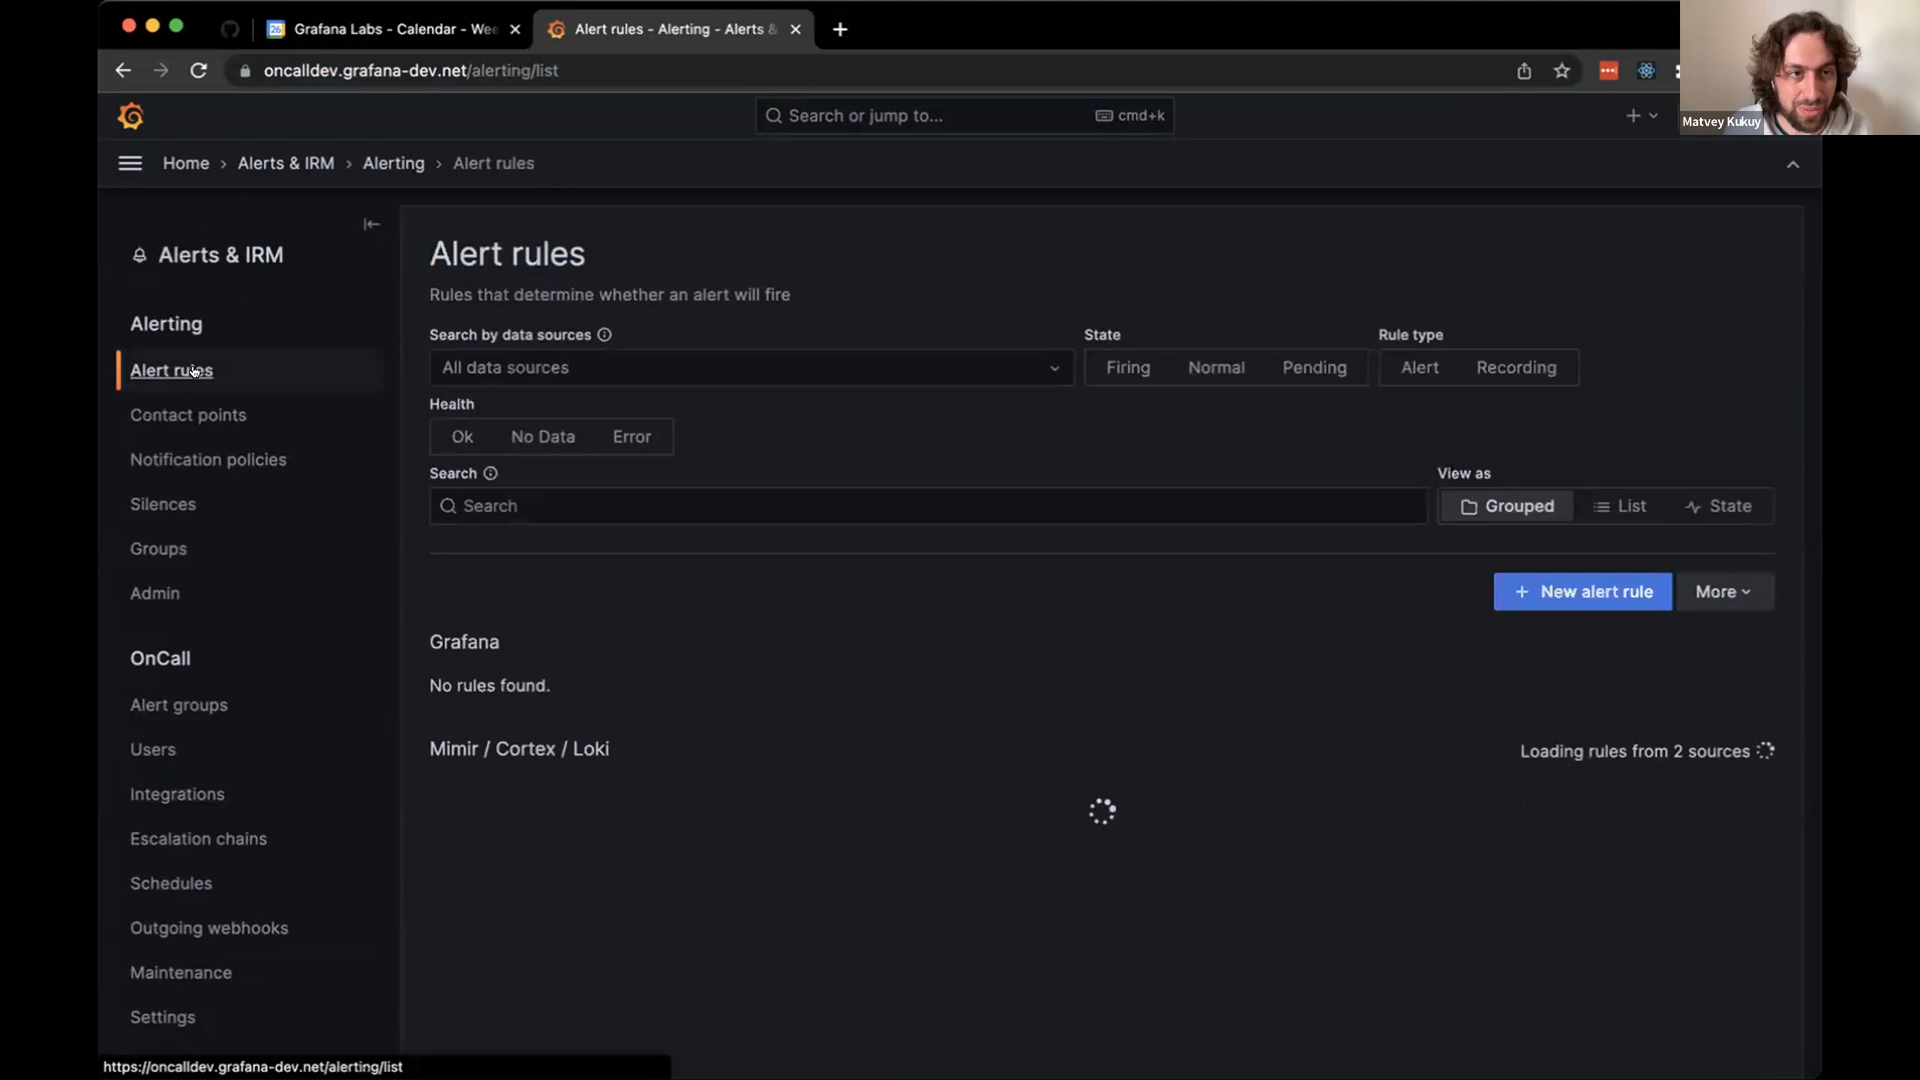 Grafana Labs - Calendar - Wee
Alert rules - Alerting - Alerts &
oncalldev.grafana-dev.net/alerting/list
Matvey Kukuy
Search or jump to...
cmd+k
Home › Alerts & IRM › Alerting › Alert rules
Alerts & IRM
Alerting
Alert rules
Contact points
Notification policies
Silences
Groups
Admin
OnCall
Alert groups
Users
Integrations
Escalation chains
Schedules
Outgoing webhooks
Maintenance
Settings
Alert rules
Rules that determine whether an alert will fire
Search by data sources
All data sources
State
Firing Normal Pending
Rule type
Alert Recording
Health
Ok No Data Error
Search
Search
View as
Grouped List State
+ New alert rule
More
Grafana
No rules found.
Mimir / Cortex / Loki
Loading rules from 2 sources
https://oncalldev.grafana-dev.net/alerting/list